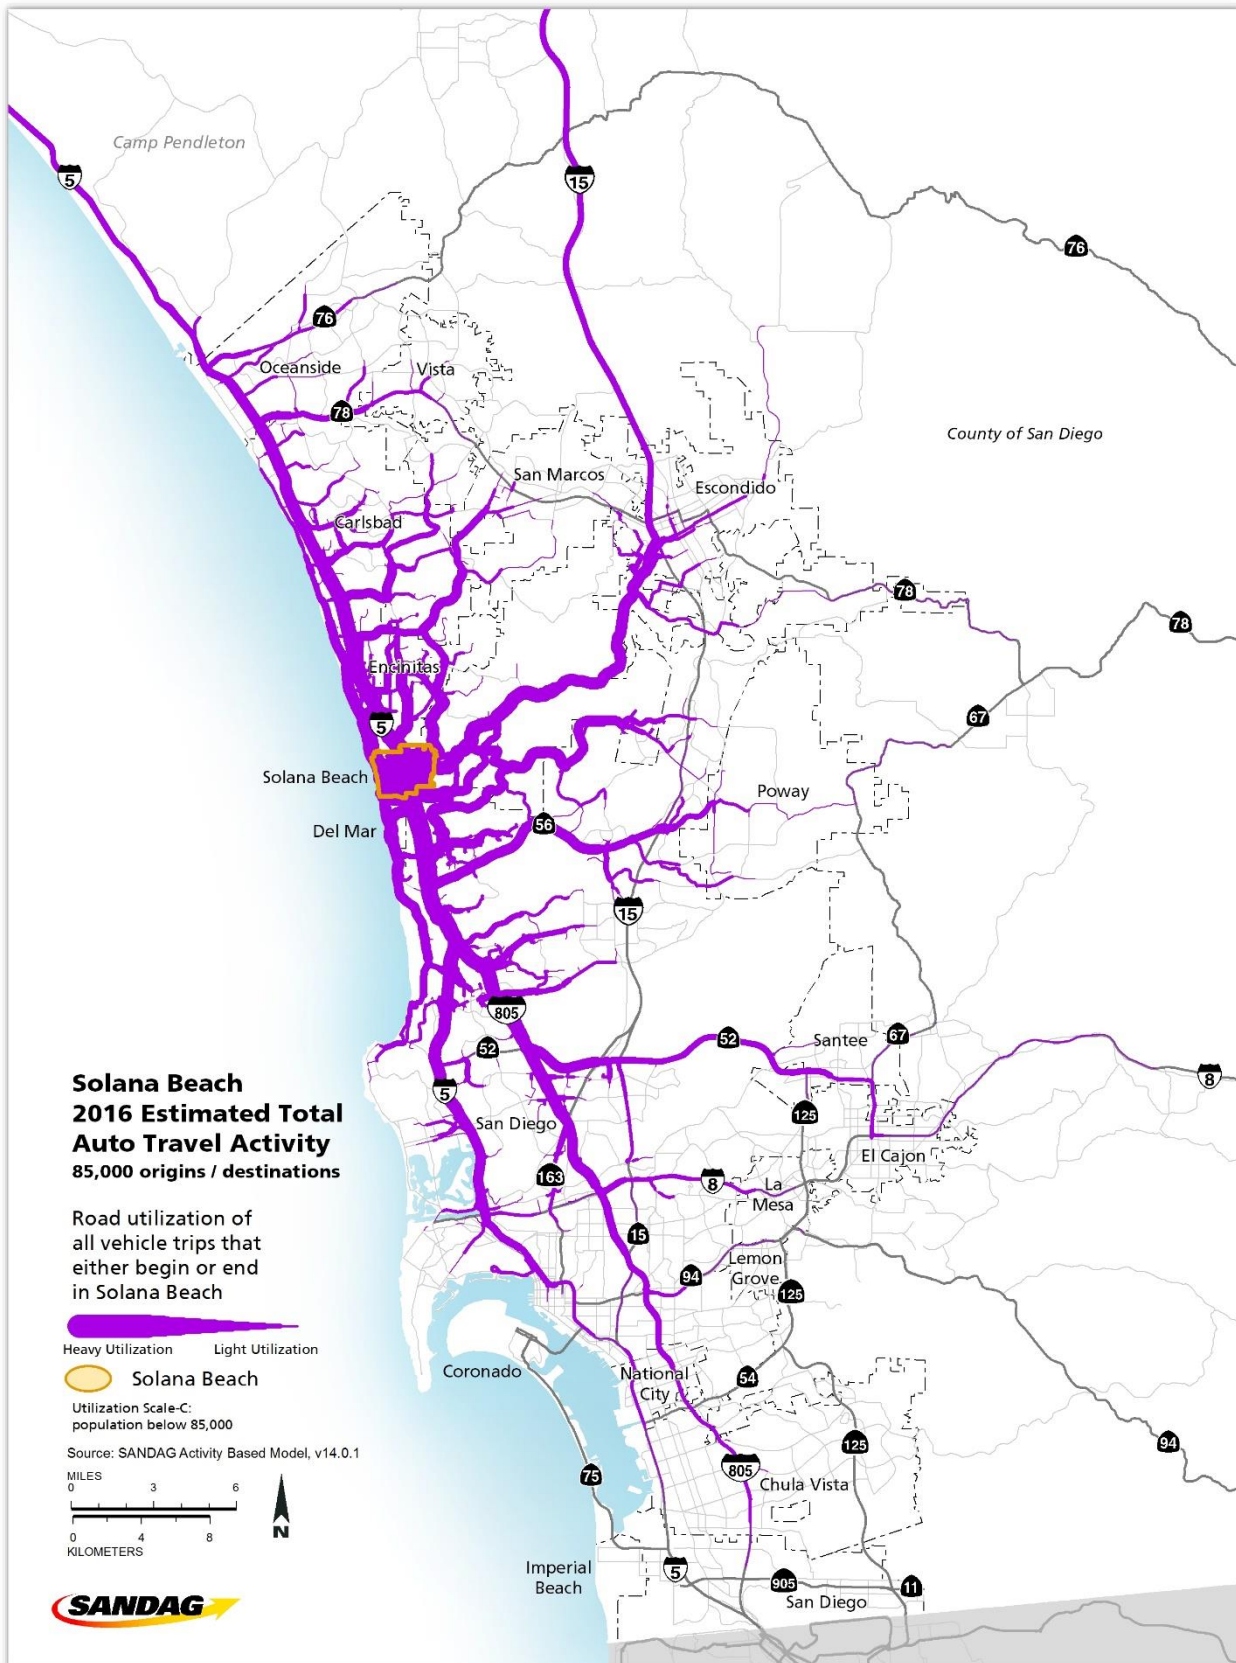 Camp Pendleton
5
15
76
76
Oceanside
Vista
78
County of San Diego
San Marcos
Escondido
Carlsbad
78
78
Encinitas
67
5
Solana Beach
Poway
Del Mar
56
15
805
52
Santee
67
52
8
5
125
San Diego
El Cajon
163
8
La
Mesa
15
94
Lemon
Grove
125
Coronado
National
City
54
125
94
75
805
Chula Vista
Imperial
Beach
5
905
11
San Diego
Solana Beach
2016 Estimated Total
Auto Travel Activity
85,000 origins / destinations
Road utilization of
all vehicle trips that
either begin or end
in Solana Beach
Heavy Utilization
Light Utilization
Solana Beach
Utilization Scale-C:
population below 85,000
Source: SANDAG Activity Based Model, v14.0.1
MILES
0 3 6
0 4 8
KILOMETERS
N
SANDAG